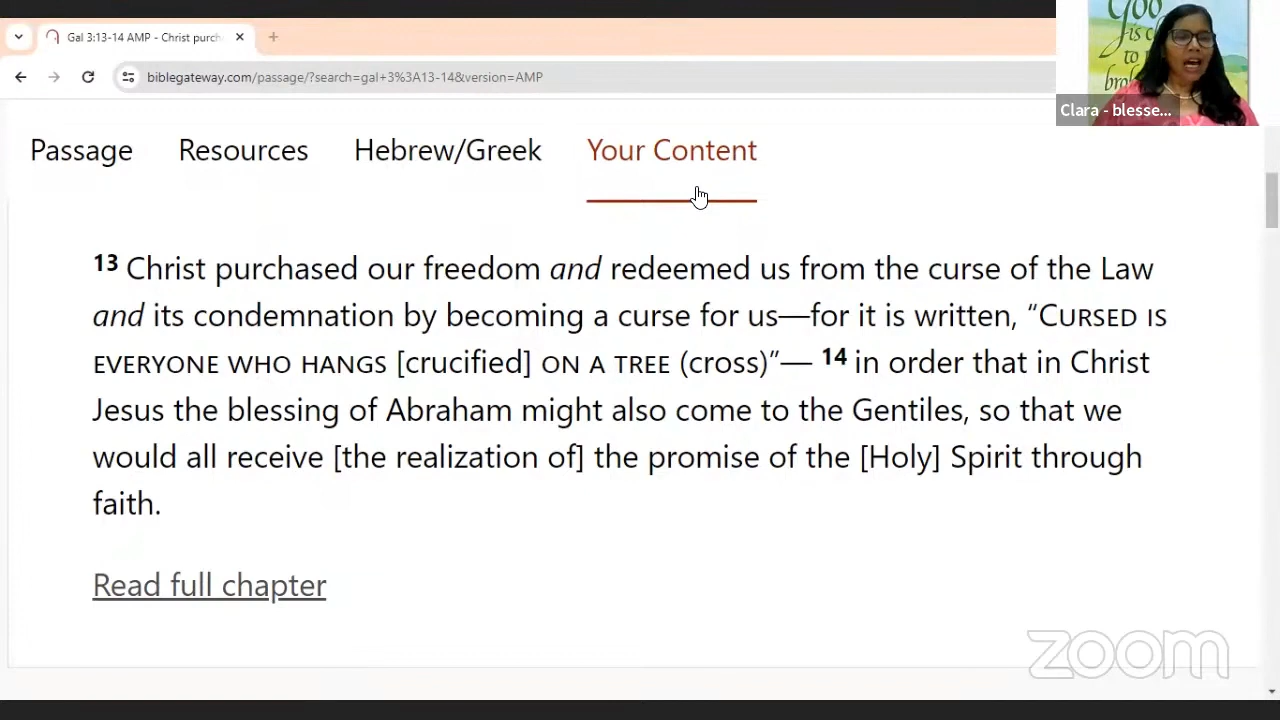 Gal 3:13-14 AMP - Christ purch
biblegateway.com/passage/?search=gal+3%3A13-14&version=AMP
God
is cl
to
brok
Clara - blesse...
Passage Resources Hebrew/Greek Your Content
13 Christ purchased our freedom and redeemed us from the curse of the Law
and its condemnation by becoming a curse for us—for it is written, “CURSED IS
EVERYONE WHO HANGS [crucified] ON A TREE (cross)”— 14 in order that in Christ
Jesus the blessing of Abraham might also come to the Gentiles, so that we
would all receive [the realization of] the promise of the [Holy] Spirit through
faith.
Read full chapter
zoom